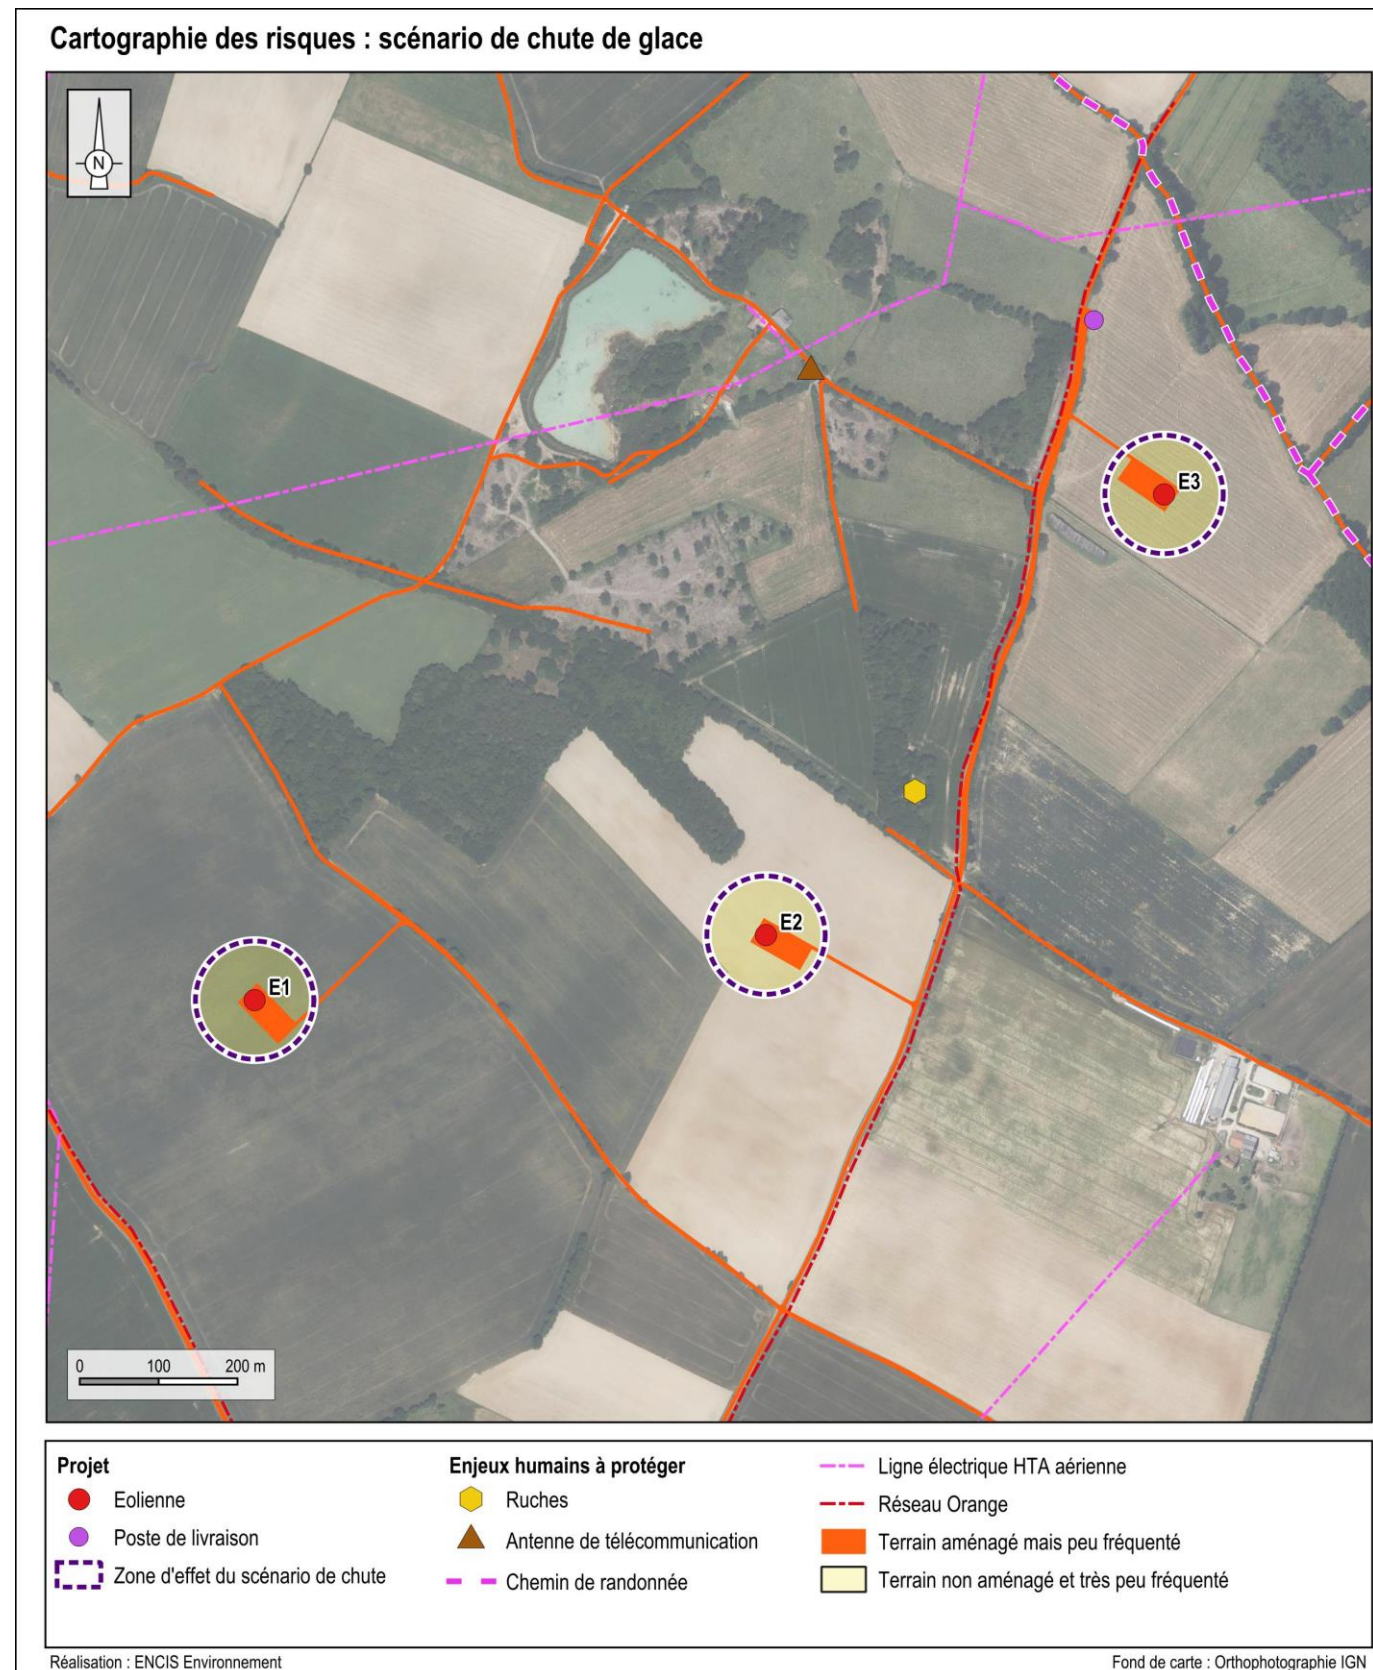 Cartographie des risques : scénario de chute de glace
N
E3
E2
E1
0 100 200 m
Projet
Eolienne
Poste de livraison
Zone d'effet du scénario de chute
Enjeux humains à protéger
Ruches
Antenne de télécommunication
Chemin de randonnée
Ligne électrique HTA aérienne
Réseau Orange
Terrain aménagé mais peu fréquenté
Terrain non aménagé et très peu fréquenté
Réalisation : ENCIS Environnement
Fond de carte : Orthophotographie IGN